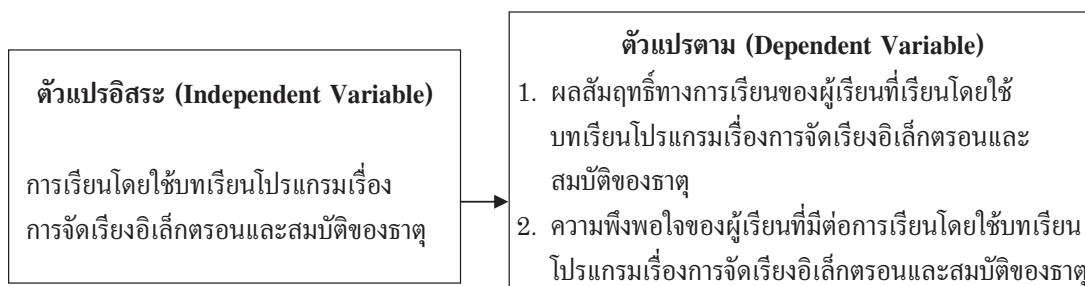 ตัวแปรอิสระ (Independent Variable)
การเรียนโดยใช้บทเรียนโปรแกรมเรื่อง
การจัดเรียงอิเล็กตรอนและสมบัติของธาตุ
ตัวแปรตาม (Dependent Variable)
1. ผลสัมฤทธิ์ทางการเรียนของผู้เรียนที่เรียนโดยใช้
บทเรียนโปรแกรมเรื่องการจัดเรียงอิเล็กตรอนและ
สมบัติของธาตุ
2. ความพึงพอใจของผู้เรียนที่มีต่อการเรียนโดยใช้บทเรียน
โปรแกรมเรื่องการจัดเรียงอิเล็กตรอนและสมบัติของธาตุ